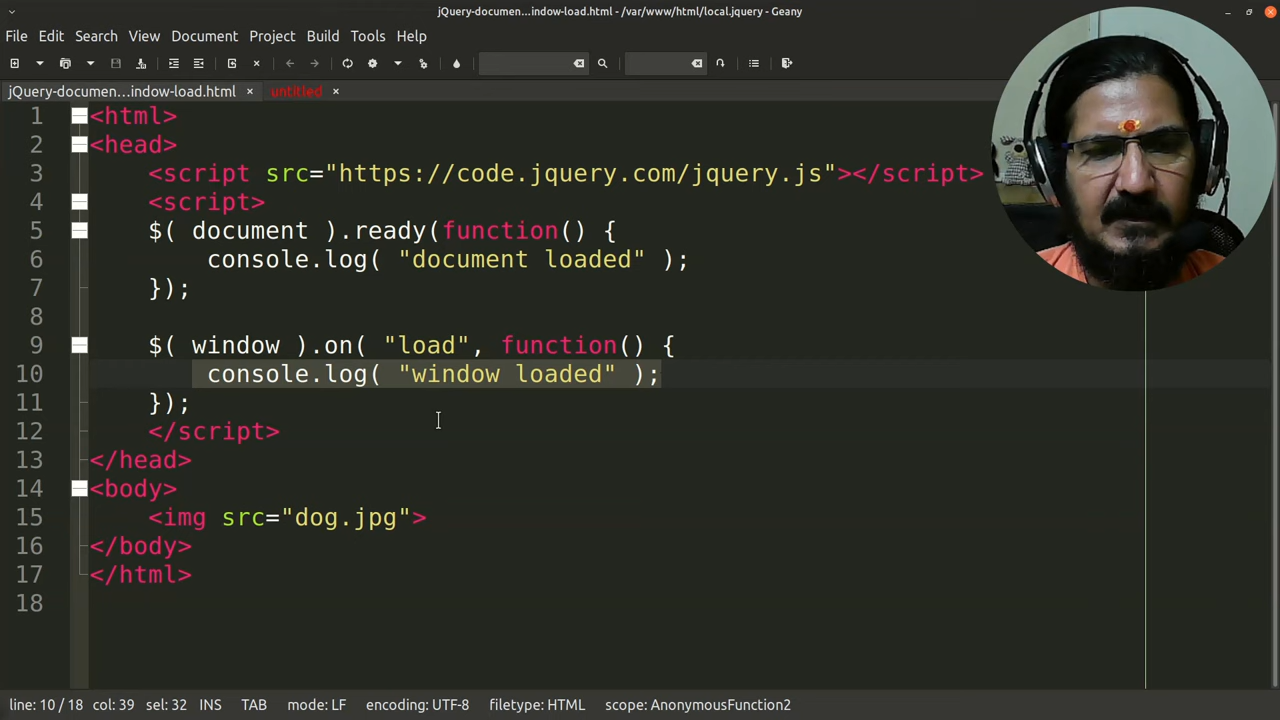 jQuery-documen...indow-load.html - /var/www/html/local.jquery - Geany
File Edit Search View Document Project Build Tools Help
jQuery-documen...indow-load.html × untitled ×
1 <html>
2 <head>
3 <script src="https://code.jquery.com/jquery.js"></script>
4 <script>
5 $( document ).ready(function() {
6 console.log( "document loaded" );
7 });
8
9 $( window ).on( "load", function() {
10 console.log( "window loaded" );
11 });
12 </script>
13 </head>
14 <body>
15 <img src="dog.jpg">
16 </body>
17 </html>
18
line: 10 / 18 col: 39 sel: 32 INS TAB mode: LF encoding: UTF-8 filetype: HTML scope: AnonymousFunction2